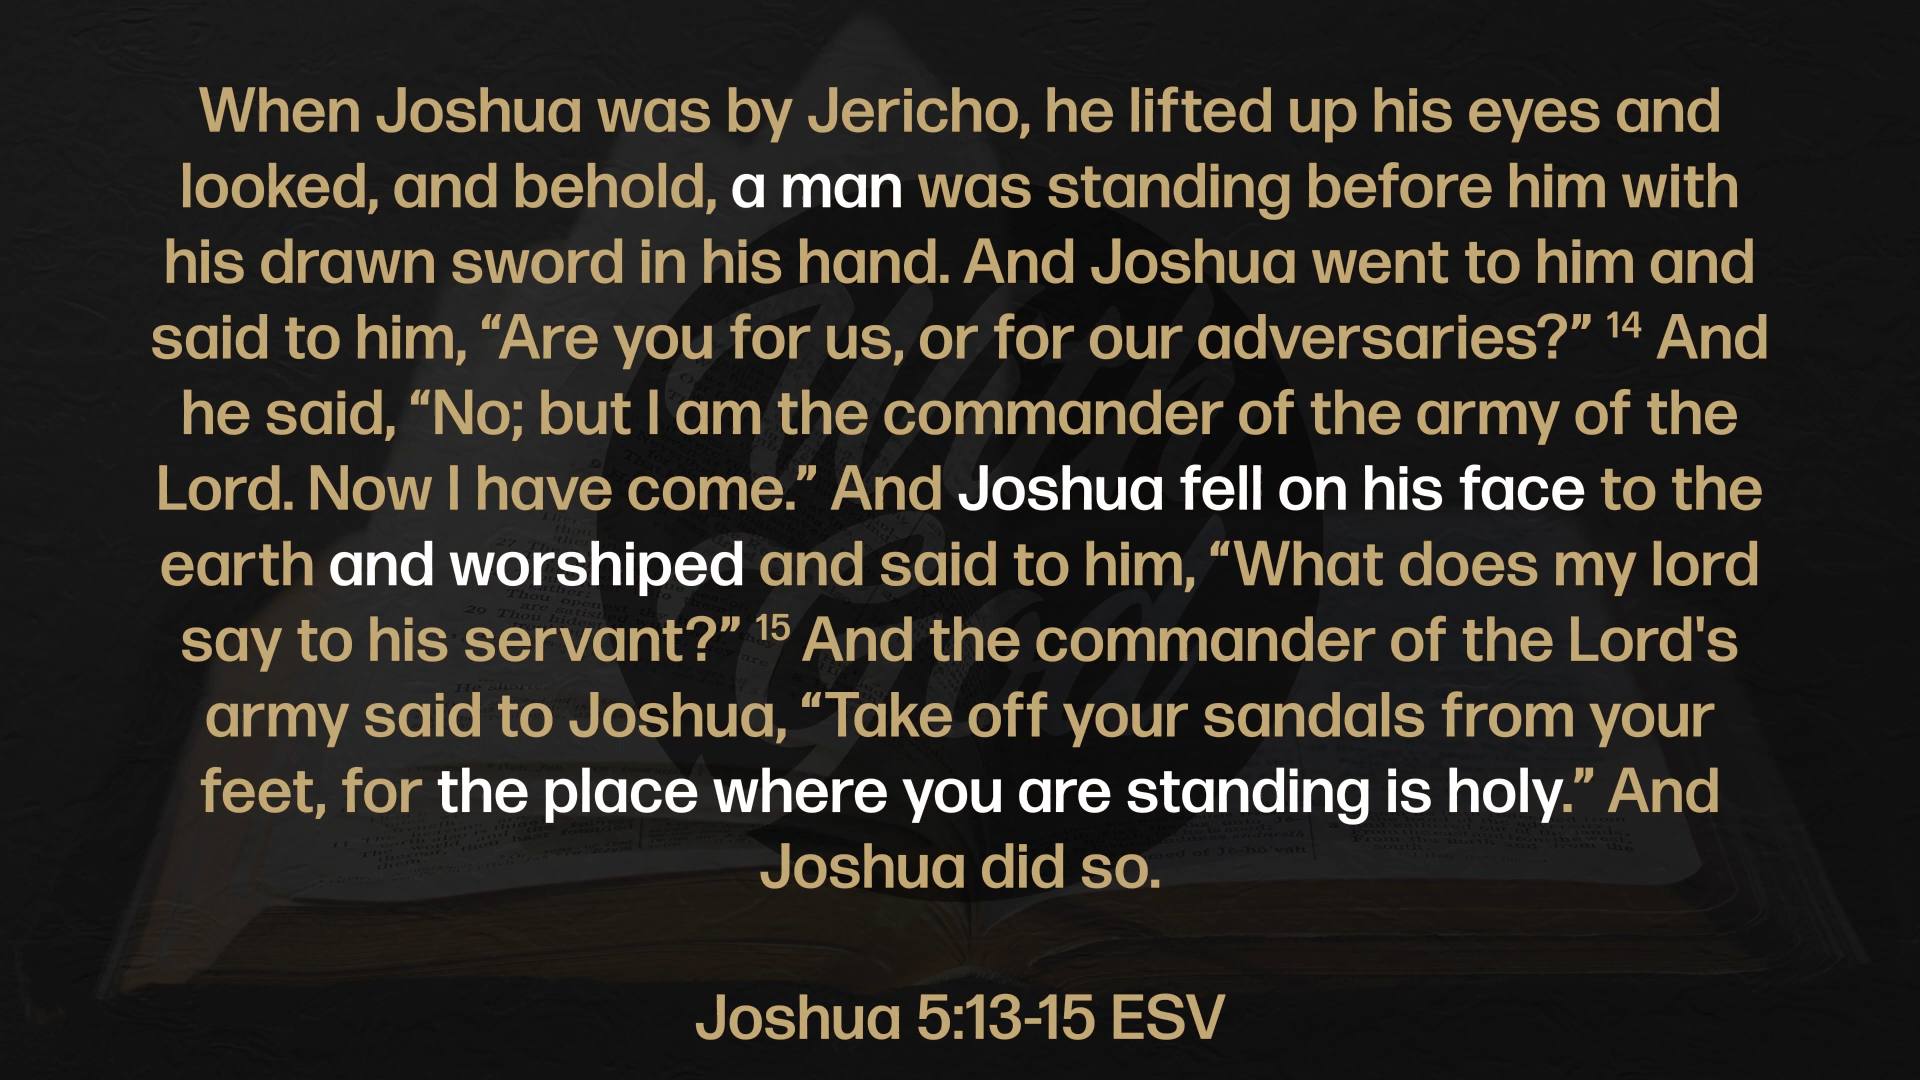 When Joshua was by Jericho, he lifted up his eyes and
looked, and behold, a man was standing before him with
his drawn sword in his hand. And Joshua went to him and
said to him, “Are you for us, or for our adversaries?” 14 And
he said, “No; but I am the commander of the army of the
Lord. Now I have come.” And Joshua fell on his face to the
earth and worshiped and said to him, “What does my lord
say to his servant?” 15 And the commander of the Lord's
army said to Joshua, “Take off your sandals from your
feet, for the place where you are standing is holy.” And
Joshua did so.
Joshua 5:13-15 ESV
With
God